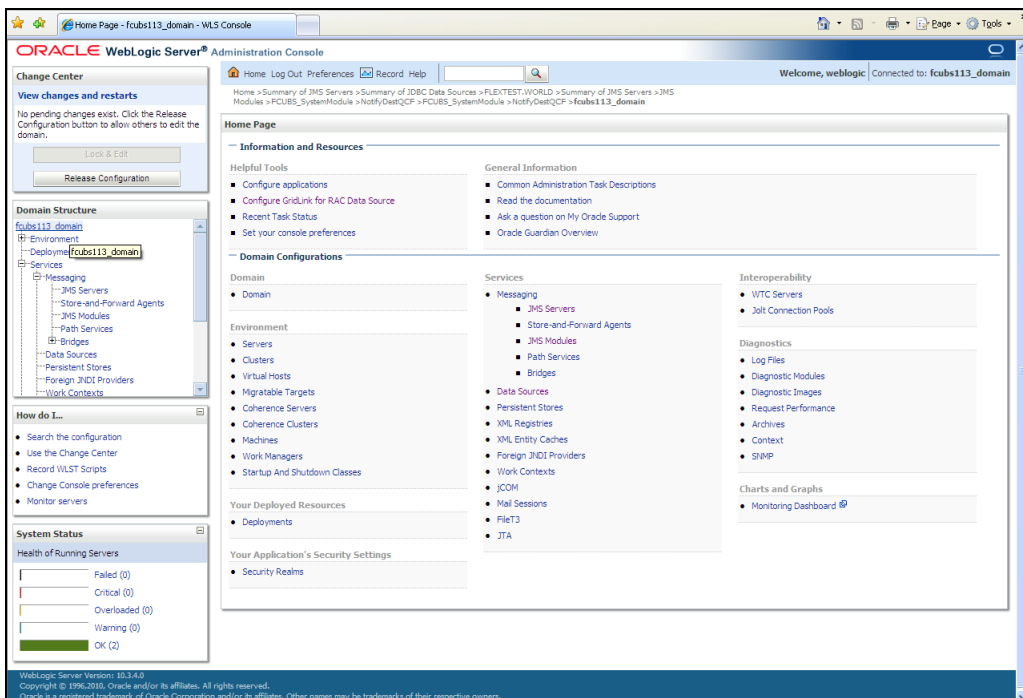 Home Page - fcubs113_domain - WLS Console
Page
Tools
ORACLE WebLogic Server® Administration Console
Change Center
View changes and restarts
No pending changes exist. Click the Release
Configuration button to allow others to edit the
domain.
Lock & Edit
Release Configuration
Domain Structure
fcubs113_domain
Environment
Deployme
fcubs113_domain
Services
Messaging
JMS Servers
Store-and-Forward Agents
JMS Modules
Path Services
Bridges
Data Sources
Persistent Stores
Foreign JNDI Providers
Work Contexts
How do I...
Search the configuration
Use the Change Center
Record WLST Scripts
Change Console preferences
Monitor servers
System Status
Health of Running Servers
Failed (0)
Critical (0)
Overloaded (0)
Warning (0)
OK (2)
Home Log Out Preferences Record Help
Welcome, weblogic Connected to: fcubs113_domain
Home >Summary of JMS Servers >Summary of JDBC Data Sources >FLEXTEST.WORLD >Summary of JMS Servers >JMS
Modules >FCUBS_SystemModule >NotifyDestQCF >FCUBS_SystemModule >NotifyDestQCF >fcubs113_domain
Home Page
Information and Resources
Helpful Tools
Configure applications
Configure GridLink for RAC Data Source
Recent Task Status
Set your console preferences
General Information
Common Administration Task Descriptions
Read the documentation
Ask a question on My Oracle Support
Oracle Guardian Overview
Domain Configurations
Domain
Domain
Environment
Servers
Clusters
Virtual Hosts
Migratable Targets
Coherence Servers
Coherence Clusters
Machines
Work Managers
Startup And Shutdown Classes
Your Deployed Resources
Deployments
Your Application's Security Settings
Security Realms
Services
Messaging
JMS Servers
Store-and-Forward Agents
JMS Modules
Path Services
Bridges
Data Sources
Persistent Stores
XML Registries
XML Entity Caches
Foreign JNDI Providers
Work Contexts
jCOM
Mail Sessions
FileT3
JTA
Interoperability
WTC Servers
Jolt Connection Pools
Diagnostics
Log Files
Diagnostic Modules
Diagnostic Images
Request Performance
Archives
Context
SNMP
Charts and Graphs
Monitoring Dashboard
WebLogic Server Version: 10.3.4.0
Copyright © 1996,2010, Oracle and/or its affiliates. All rights reserved.
Oracle is a registered trademark of Oracle Corporation and/or its affiliates. Other names may be trademarks of their respective owners.